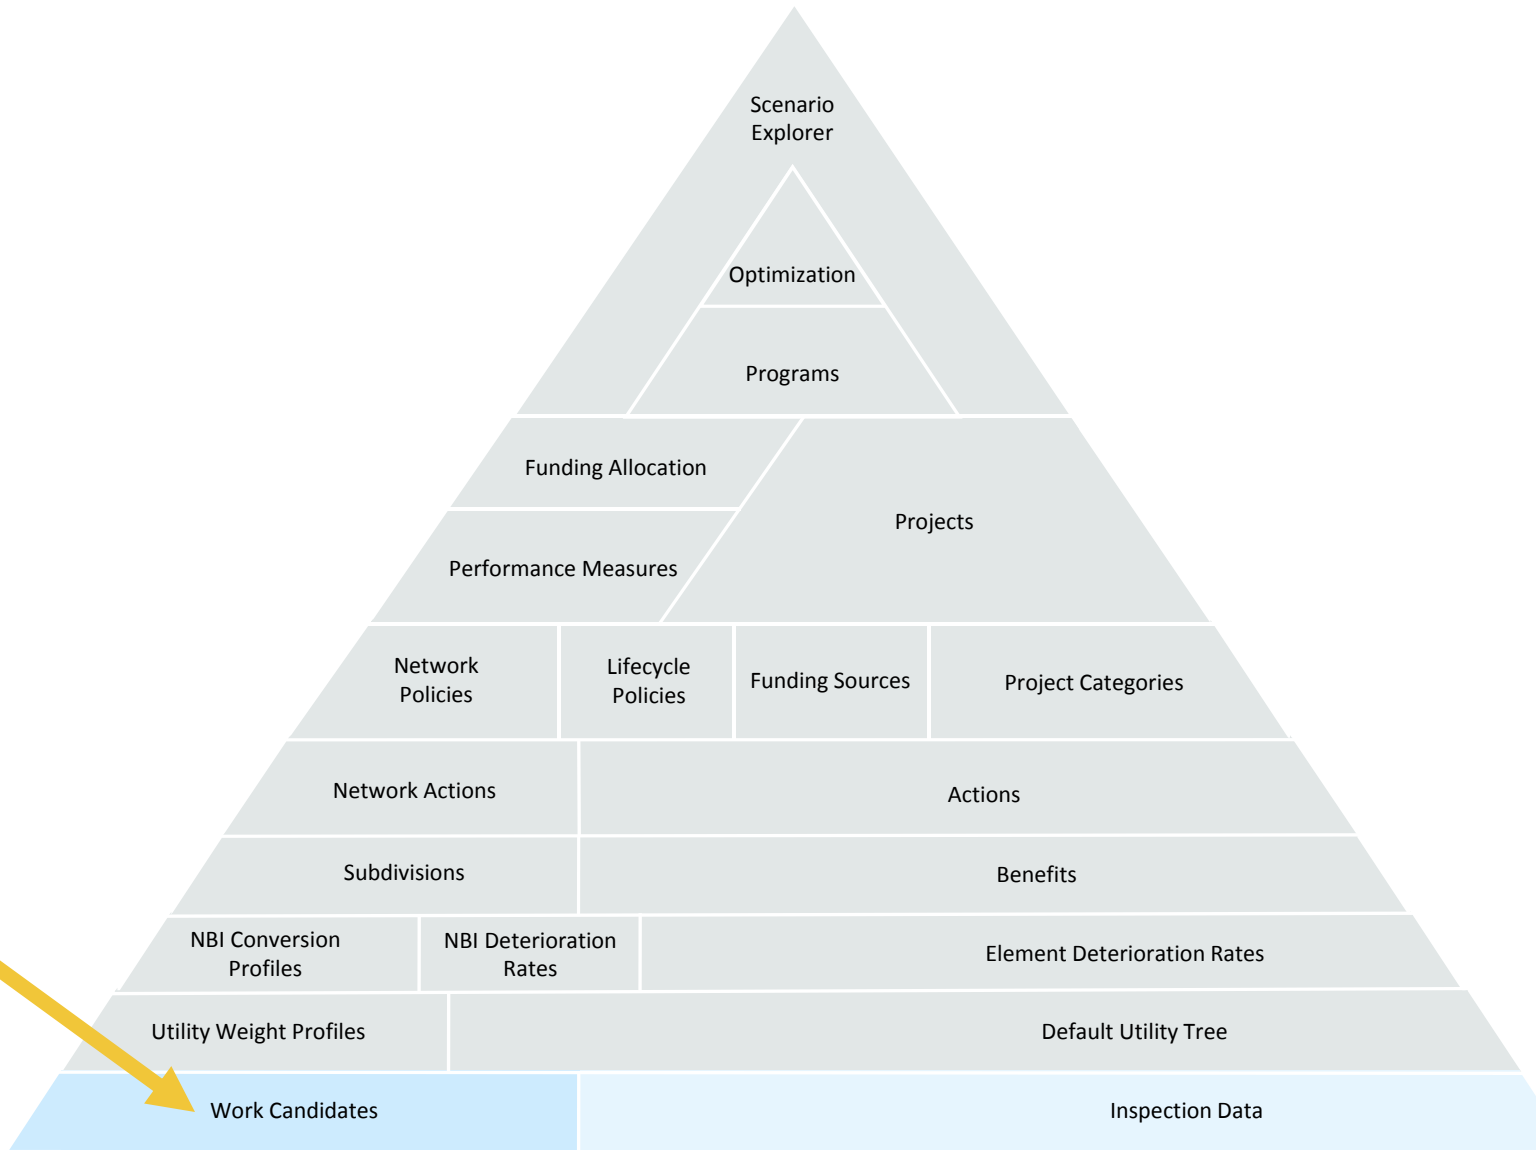 Scenario
Explorer
Optimization
Programs
Funding Allocation
Projects
Performance Measures
Network
Policies
Lifecycle
Policies
Funding Sources
Project Categories
Network Actions
Actions
Subdivisions
Benefits
NBI Conversion
Profiles
NBI Deterioration
Rates
Element Deterioration Rates
Utility Weight Profiles
Default Utility Tree
Work Candidates
Inspection Data